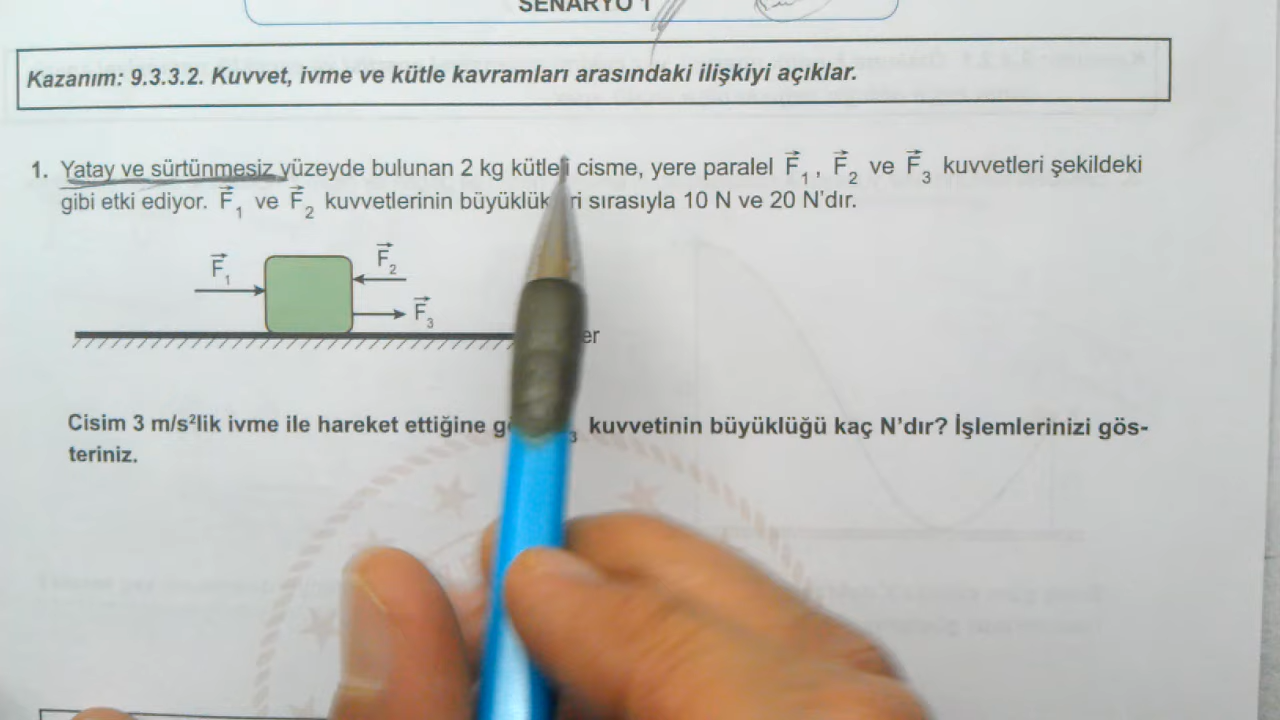 SENARYO 1
Kazanım: 9.3.3.2. Kuvvet, ivme ve kütle kavramları arasındaki ilişkiyi açıklar.
1. Yatay ve sürtünmesiz yüzeyde bulunan 2 kg kütleli cisme, yere paralel F₁, F₂ ve F₃ kuvvetleri şekildeki
gibi etki ediyor. F₁ ve F₂ kuvvetlerinin sırasıyla 10 N ve 20 N'dır.
F₁
F₂
F₃
Cisim 3 m/s²lik ivme ile hareket ettiğine kuvvetinin büyüklüğü kaç N'dır? İşlemlerinizi gös-
teriniz.